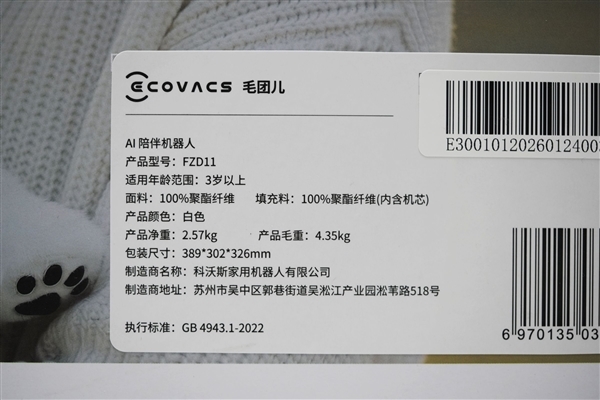 ECOVACS 毛团儿
AI 陪伴机器人
产品型号：FZD11
适用年龄范围：3岁以上
面料：100%聚酯纤维 填充料：100%聚酯纤维(内含机芯)
产品颜色：白色
产品净重：2.57kg 产品毛重：4.35kg
包装尺寸：389*302*326mm
制造商名称：科沃斯家用机器人有限公司
制造商地址：苏州市吴中区郭巷街道吴淞江产业园淞苇路518号
执行标准：GB 4943.1-2022
E3001012026012400
6 970135 03